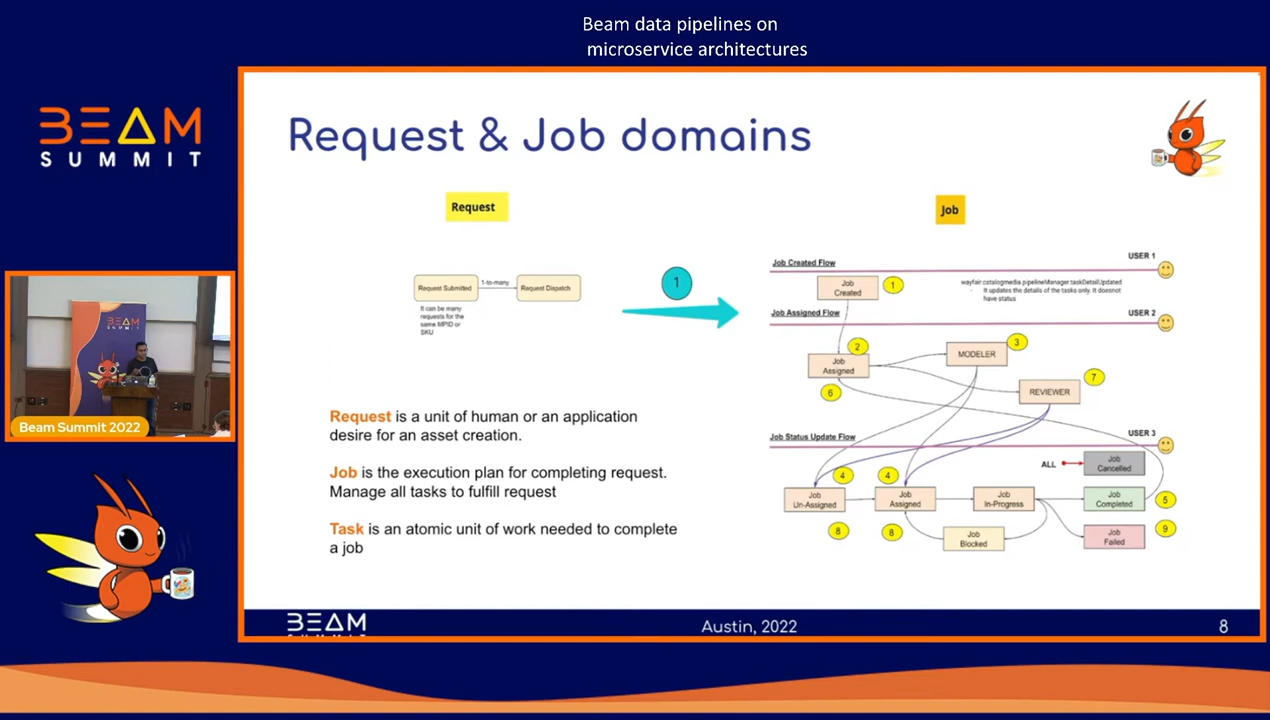 Beam data pipelines on
microservice architectures
BEAM
SUMMIT
Request & Job domains
Request
Job
Request Submitted
1-to-many
Request Dispatch
It can be many
requests for the
same MPID or
SKU
1
Job Created Flow
USER 1
Job
Created
1
wayfair.catalogmedia.pipelineManager.taskDetailUpdated
- It updates the details of the tasks only. It doesnot
have status
Job Assigned Flow
USER 2
2
Job
Assigned
6
MODELER
3
REVIEWER
7
Job Status Update Flow
USER 3
ALL
Job
Cancelled
4
4
Job
Un-Assigned
Job
Assigned
Job
In-Progress
Job
Completed
5
8
8
Job
Blocked
Job
Failed
9
Request is a unit of human or an application
desire for an asset creation.
Job is the execution plan for completing request.
Manage all tasks to fulfill request
Task is an atomic unit of work needed to complete
a job
BEAM
SUMMIT
Beam Summit 2022
BEAM
Austin, 2022
8